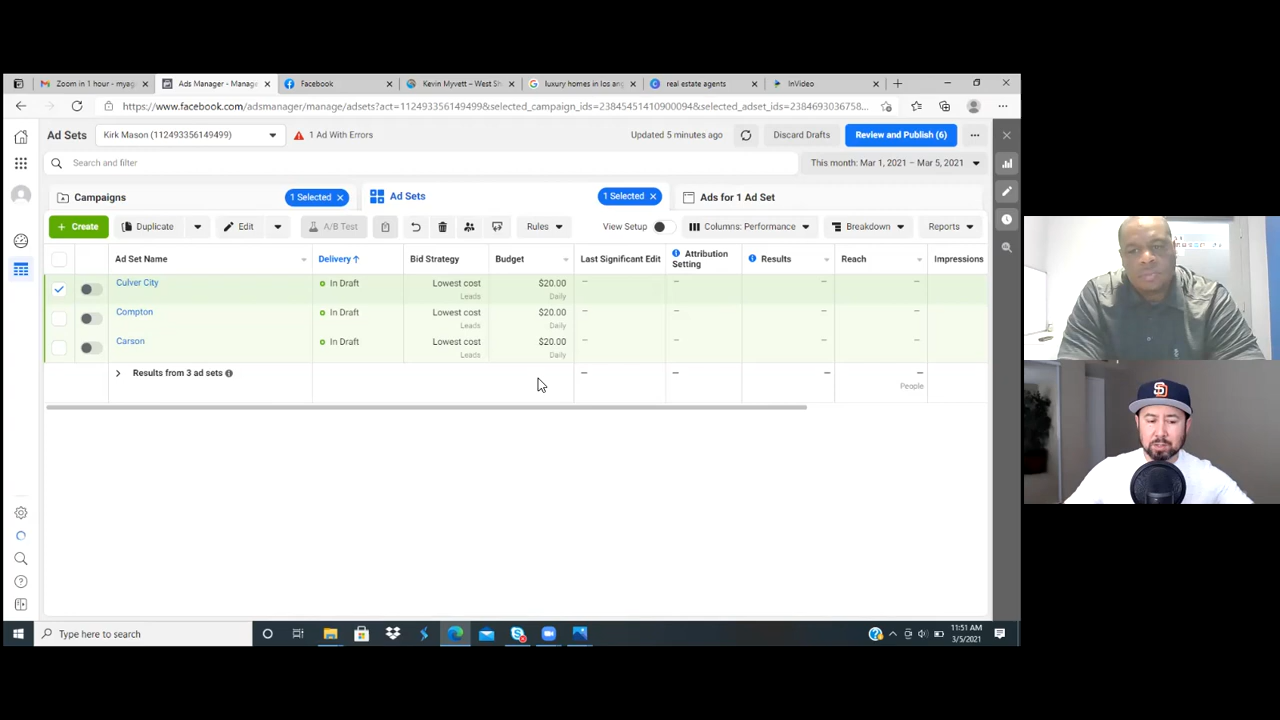 Zoom in 1 hour - myag
Ads Manager - Manage
Facebook
Kevin Myvett – West Sh
luxury homes in los ang
real estate agents
InVideo
https://www.facebook.com/adsmanager/manage/adsets?act=112493356149499&selected_campaign_ids=23845451410900094&selected_adset_ids=2384693036758...
Ad Sets
Kirk Mason (112493356149499)
1 Ad With Errors
Updated 5 minutes ago
Discard Drafts
Review and Publish (6)
Search and filter
This month: Mar 1, 2021 – Mar 5, 2021
Campaigns
1 Selected
Ad Sets
1 Selected
Ads for 1 Ad Set
+ Create
Duplicate
Edit
A/B Test
Rules
View Setup
Columns: Performance
Breakdown
Reports
Ad Set Name
Delivery ↑
Bid Strategy
Budget
Last Significant Edit
Attribution Setting
Results
Reach
Impressions
Culver City
In Draft
Lowest cost
Leads
$20.00
Daily
Compton
In Draft
Lowest cost
Leads
$20.00
Daily
Carson
In Draft
Lowest cost
Leads
$20.00
Daily
Results from 3 ad sets
People
Type here to search
11:51 AM
3/5/2021